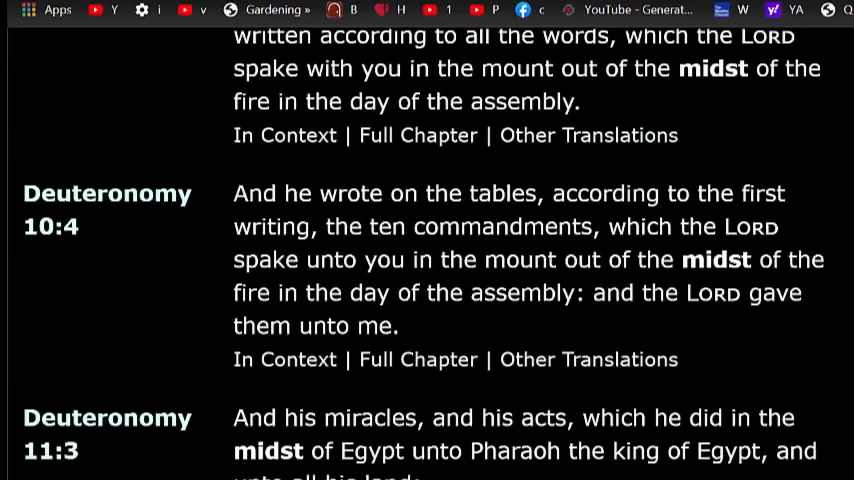 Apps Y i v Gardening » B H 1 P c YouTube - Generat... W YA Q
written according to all the words, which the LORD
spake with you in the mount out of the midst of the
fire in the day of the assembly.
In Context | Full Chapter | Other Translations
Deuteronomy 10:4
And he wrote on the tables, according to the first
writing, the ten commandments, which the LORD
spake unto you in the mount out of the midst of the
fire in the day of the assembly: and the LORD gave
them unto me.
In Context | Full Chapter | Other Translations
Deuteronomy 11:3
And his miracles, and his acts, which he did in the
midst of Egypt unto Pharaoh the king of Egypt, and
unto all his land;